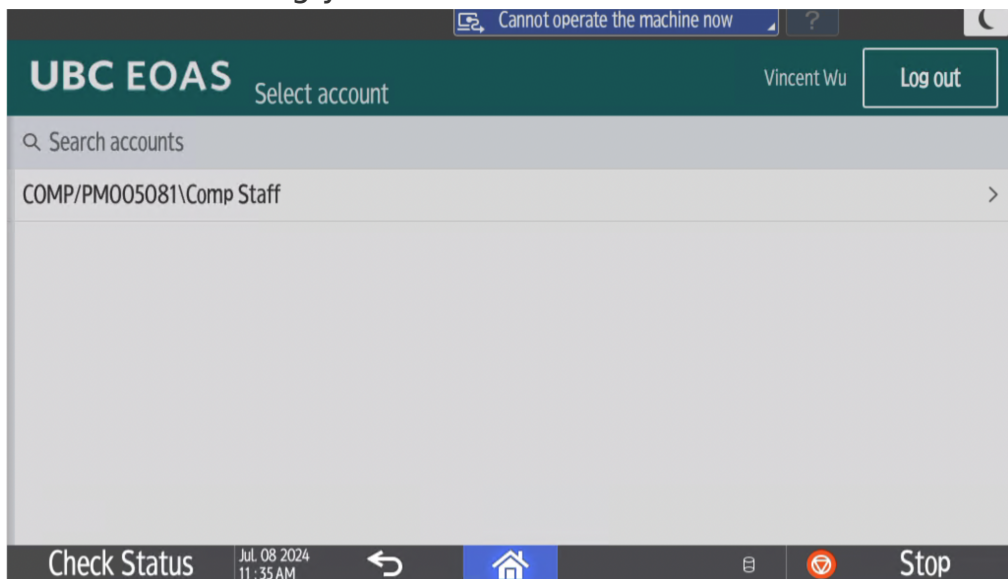 Cannot operate the machine now
?
UBC EOAS
Select account
Vincent Wu
Log out
Search accounts
COMP/PM005081\Comp Staff
Check Status
Jul. 08 2024
11:35 AM
Stop